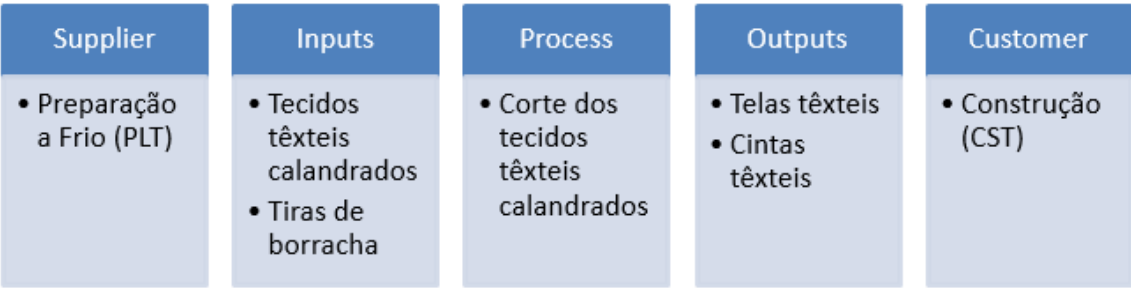 Supplier
• Preparação
a Frio (PLT)
Inputs
• Tecidos
têxteis
calandrados
• Tiras de
borracha
Process
• Corte dos
tecidos
têxteis
calandrados
Outputs
• Telas têxteis
• Cintas
têxteis
Customer
• Construção
(CST)